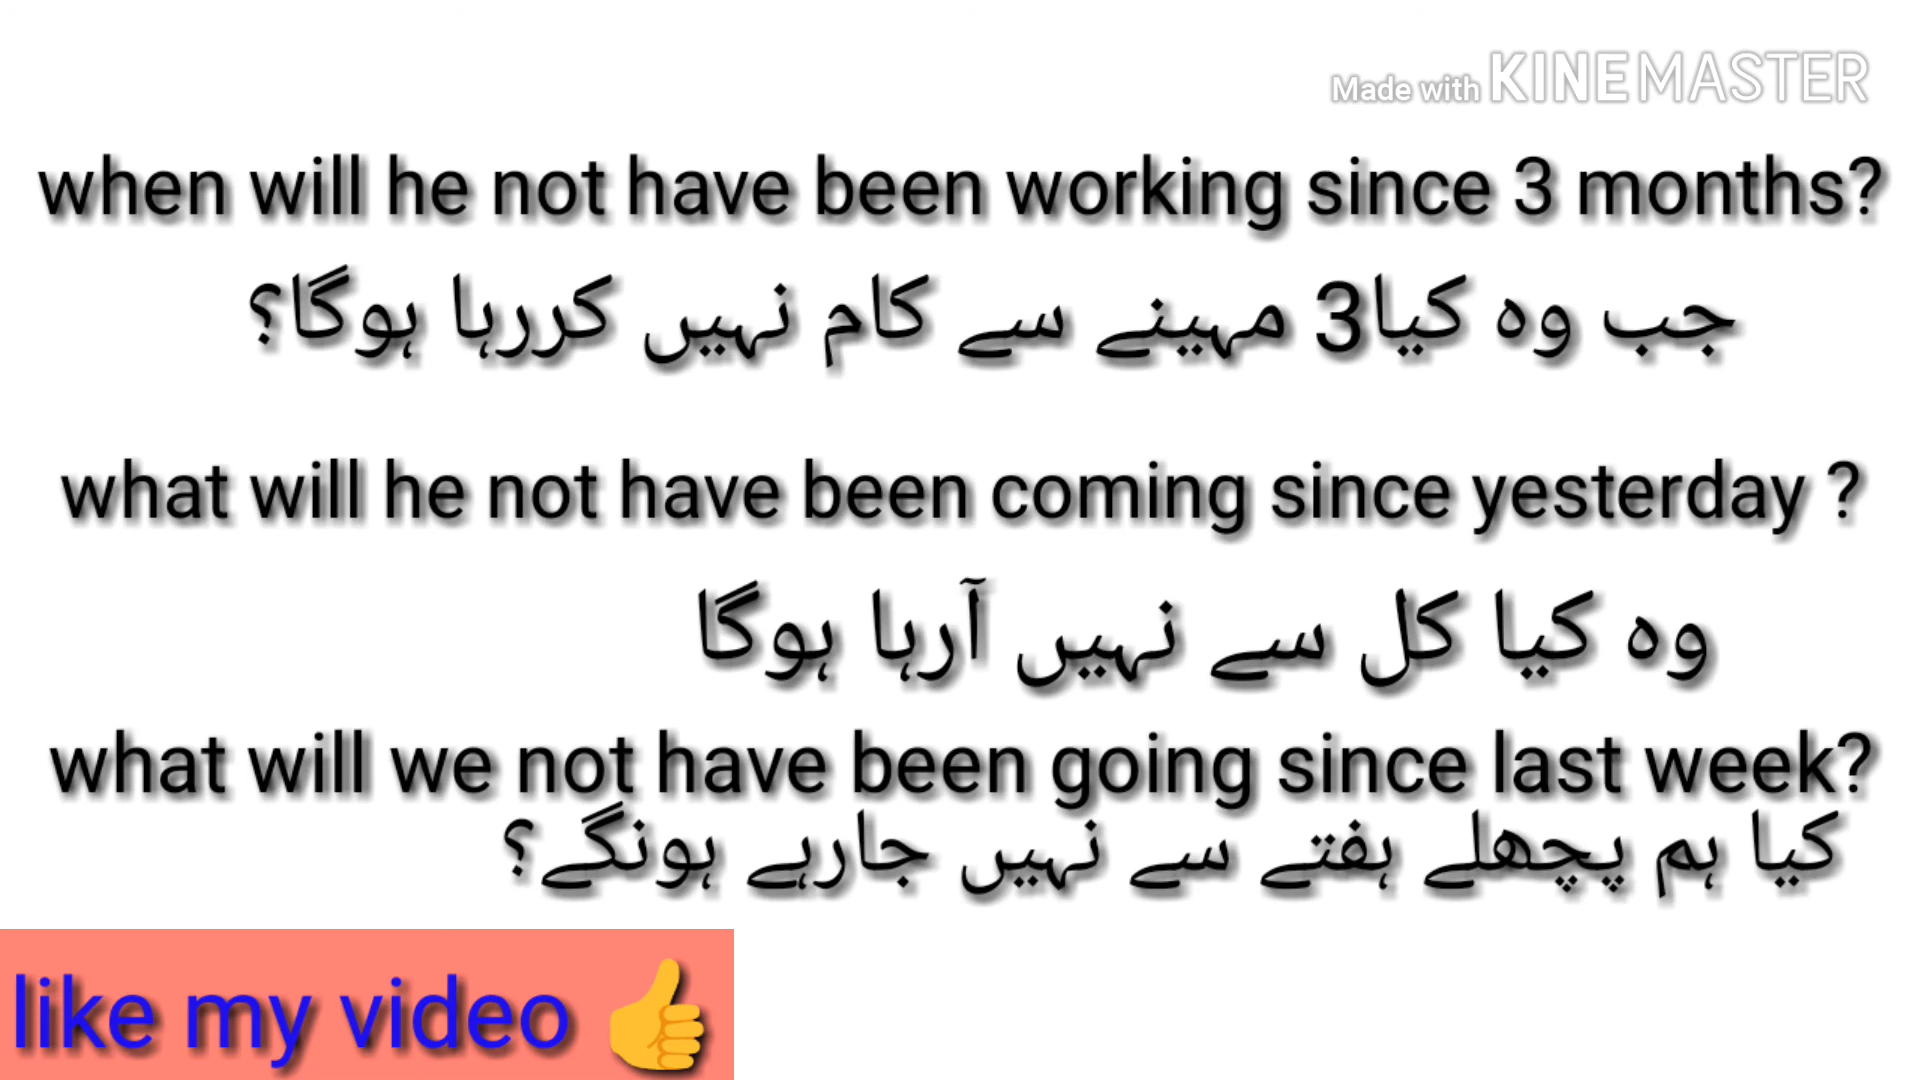 Made with KINEMASTER
when will he not have been working since 3 months?
جب وہ کیا3 مہینے سے کام نہیں کررہا ہوگا؟
what will he not have been coming since yesterday ?
وہ کیا کل سے نہیں آرہا ہوگا
what will we not have been going since last week?
کیا ہم پچھلے ہفتے سے نہیں جارہے ہونگے؟
like my video 👍